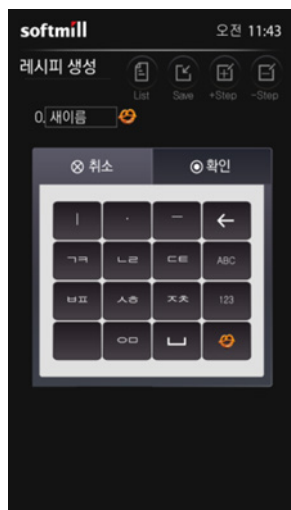 softmill 오전 11:43
레시피 생성
List Save +Step -Step
0. 새이름
취소 확인
ㅣ · ㅡ ←
ㄱㅋ ㄴㄹ ㄷㅌ ABC
ㅂㅍ ㅅㅎ ㅈㅊ 123
ㅇㅁ